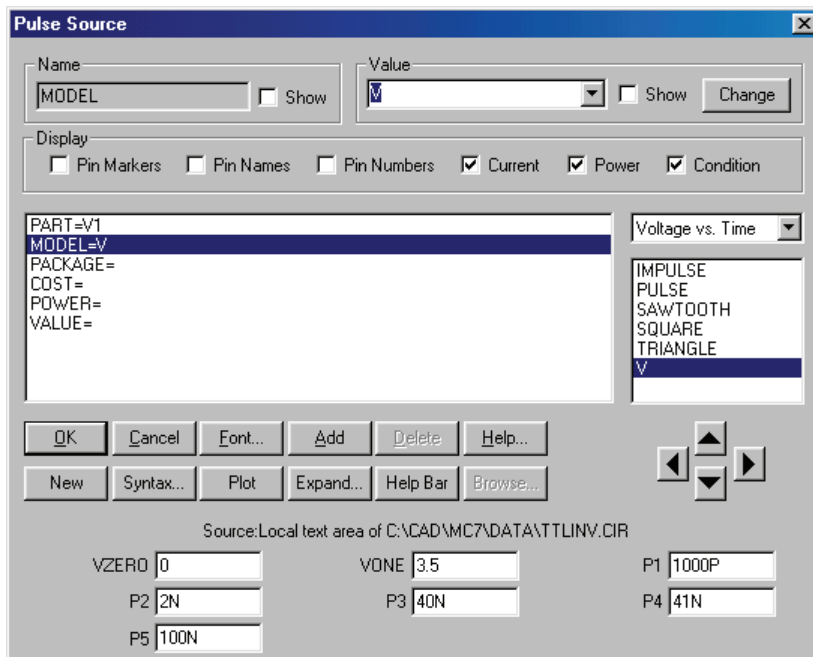 Pulse Source
Name
MODEL Show
Value
V Show Change
Display
Pin Markers Pin Names Pin Numbers Current Power Condition
PART=V1
MODEL=V
PACKAGE=
COST=
POWER=
VALUE=
Voltage vs. Time
IMPULSE
PULSE
SAWTOOTH
SQUARE
TRIANGLE
V
OK Cancel Font... Add Delete Help...
New Syntax... Plot Expand... Help Bar Browse...
Source:Local text area of C:\CAD\MC7\DATA\TTLINV.CIR
VZERO 0 VONE 3.5 P1 1000P
P2 2N P3 40N P4 41N
P5 100N